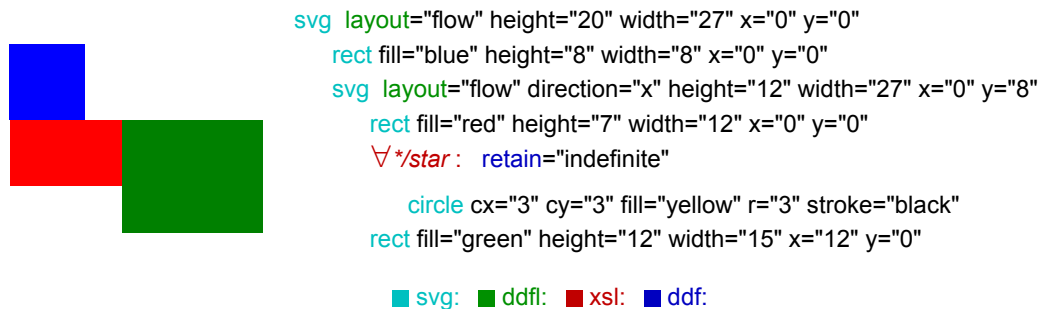 svg layout="flow" height="20" width="27" x="0" y="0"
rect fill="blue" height="8" width="8" x="0" y="0"
svg layout="flow" direction="x" height="12" width="27" x="0" y="8"
rect fill="red" height="7" width="12" x="0" y="0"
∀ */star : retain="indefinite"
circle cx="3" cy="3" fill="yellow" r="3" stroke="black"
rect fill="green" height="12" width="15" x="12" y="0"
svg: ddfl: xsl: ddf: